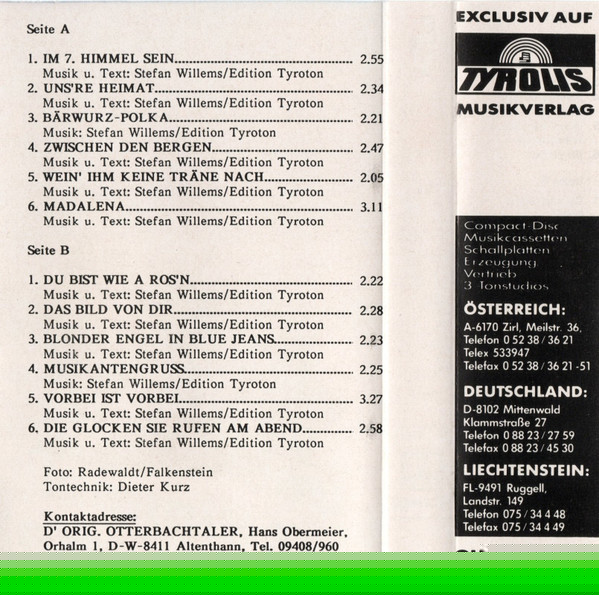 Seite A
1. IM 7. HIMMEL SEIN........................................ 2.55
Musik u. Text: Stefan Willems/Edition Tyroton
2. UNS'RE HEIMAT........................................ 2.34
Musik u. Text: Stefan Willems/Edition Tyroton
3. BÄRWURZ-POLKA........................................ 2.21
Musik: Stefan Willems/Edition Tyroton
4. ZWISCHEN DEN BERGEN........................................ 2.47
Musik u. Text: Stefan Willems/Edition Tyroton
5. WEIN' IHM KEINE TRÄNE NACH........................................ 2.05
Musik u. Text: Stefan Willems/Edition Tyroton
6. MADALENA........................................ 3.11
Musik u. Text: Stefan Willems/Edition Tyroton
Seite B
1. DU BIST WIE A ROS'N........................................ 2.22
Musik u. Text: Stefan Willems/Edition Tyroton
2. DAS BILD VON DIR........................................ 2.28
Musik u. Text: Stefan Willems/Edition Tyroton
3. BLONDER ENGEL IN BLUE JEANS........................................ 2.23
Musik u. Text: Stefan Willems/Edition Tyroton
4. MUSIKANTENGRUSS........................................ 2.25
Musik: Stefan Willems/Edition Tyroton
5. VORBEI IST VORBEI........................................ 3.27
Musik u. Text: Stefan Willems/Edition Tyroton
6. DIE GLOCKEN SIE RUFEN AM ABEND............ 2.58
Musik u. Text: Stefan Willems/Edition Tyroton
Foto: Radewaldt/Falkenstein
Tontechnik: Dieter Kurz
Kontaktadresse:
D' ORIG. OTTERBACHTALER, Hans Obermeier,
Orhalm 1, D-W-8411 Altenthann, Tel. 09408/960
EXCLUSIV AUF
TYROLIS
MUSIKVERLAG
Compact-Disc
Musikcassetten
Schallplatten
Erzeugung
Vertrieb
3 Tonstudios
ÖSTERREICH:
A-6170 Zirl, Meilstr. 36,
Telefon 0 52 38 / 36 21
Telex 533947
Telefax 0 52 38 / 36 21 -51
DEUTSCHLAND:
D-8102 Mittenwald
Klammstraße 27
Telefon 0 88 23 / 27 59
Telefax 0 88 23 / 45 30
LIECHTENSTEIN:
FL-9491 Ruggell,
Landstr. 149
Telefon 075 / 34 4 48
Telefax 075 / 34 4 49